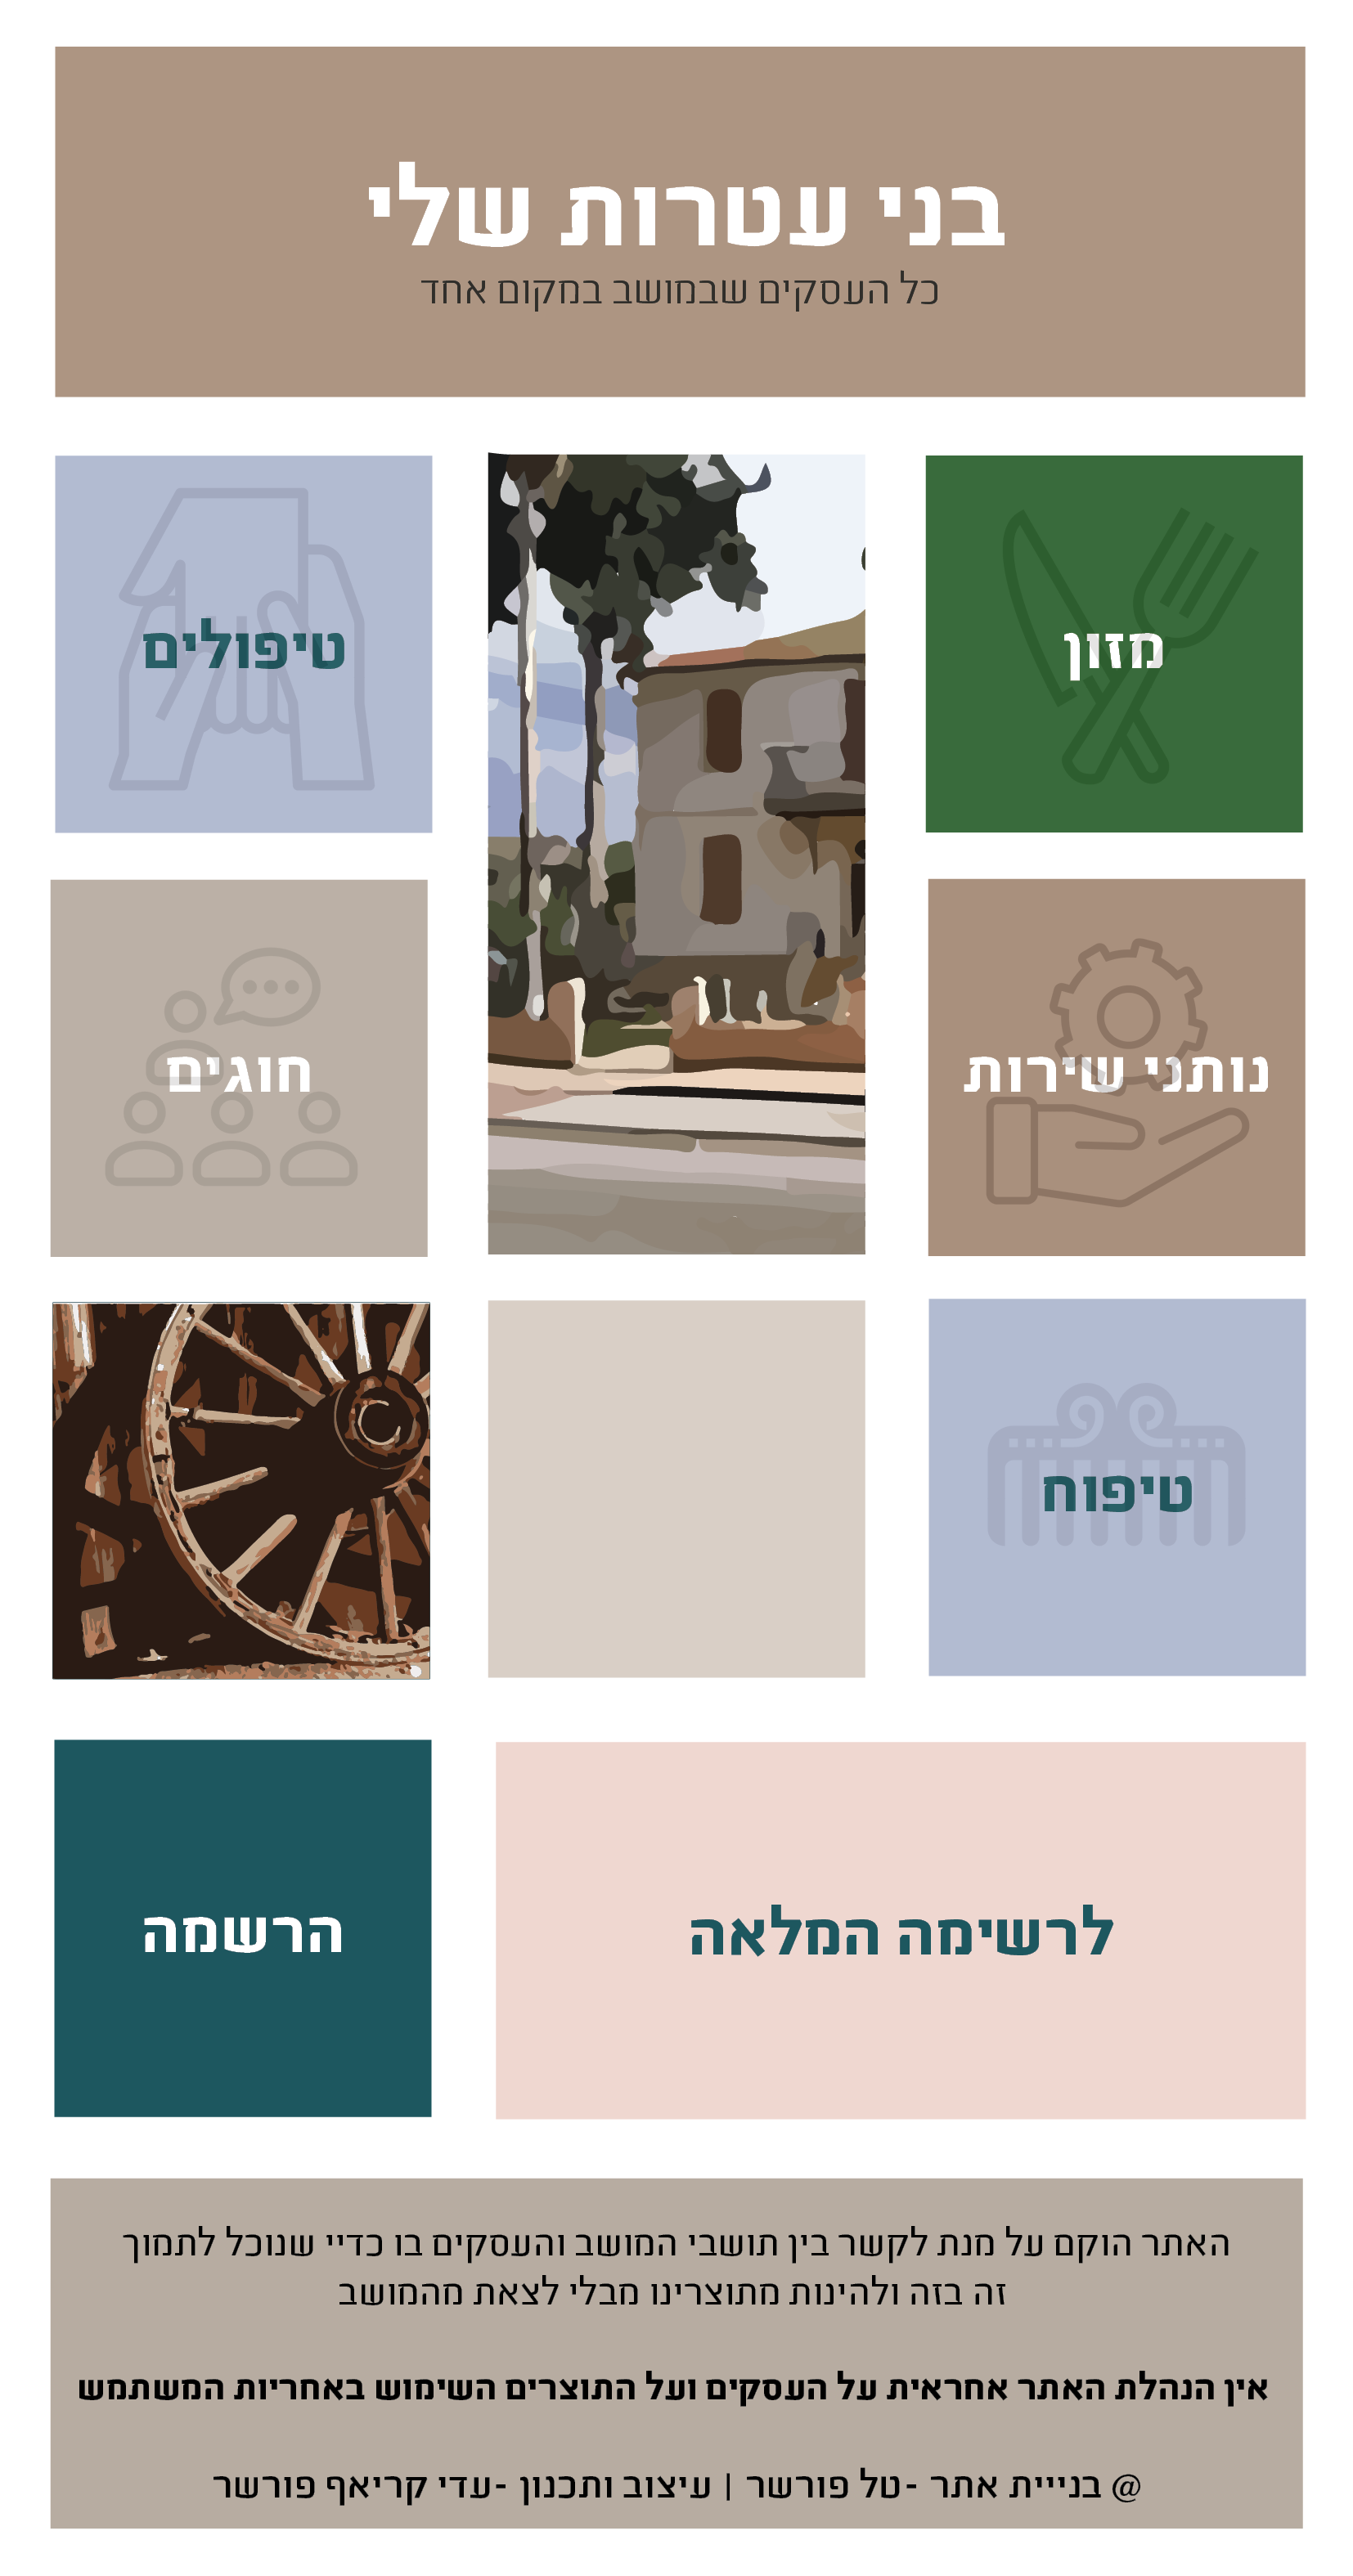 בני עטרות שלי
כל העסקים שבמושב במקום אחד
מזון
טיפולים
נותני שירות
חוגים
טיפוח
לרשימה המלאה
הרשמה
האתר הוקם על מנת לקשר בין תושבי המושב והעסקים בו כדיי שנוכל לתמוך
זה בזה ולהינות מתוצרינו מבלי לצאת מהמושב
אין הנהלת האתר אחראית על העסקים ועל התוצרים השימוש באחריות המשתמש
@ בנייית אתר -טל פורשר | עיצוב ותכנון -עדי קריאף פורשר